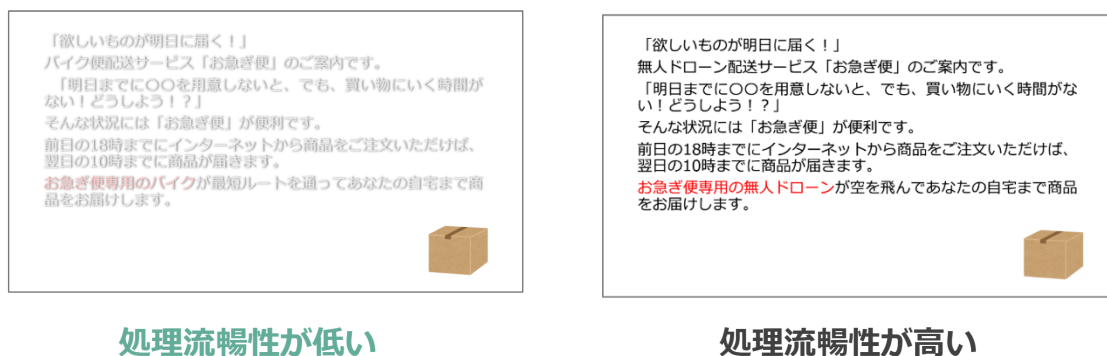 「欲しいものが明日に届く！」
バイク便配送サービス「お急ぎ便」のご案内です。
「明日までに〇〇を用意しないと、でも、買い物にいく時間が
ない！どうしよう！？」
そんな状況には「お急ぎ便」が便利です。
前日の18時までにインターネットから商品をご注文いただけば、
翌日の10時までに商品が届きます。
お急ぎ便専用のバイクが最短ルートを通ってあなたの自宅まで商
品をお届けします。
処理流暢性が低い
「欲しいものが明日に届く！」
無人ドローン配送サービス「お急ぎ便」のご案内です。
「明日までに〇〇を用意しないと、でも、買い物にいく時間がな
い！どうしよう！？」
そんな状況には「お急ぎ便」が便利です。
前日の18時までにインターネットから商品をご注文いただけば、
翌日の10時までに商品が届きます。
お急ぎ便専用の無人ドローンが空を飛んであなたの自宅まで商品
をお届けします。
処理流暢性が高い